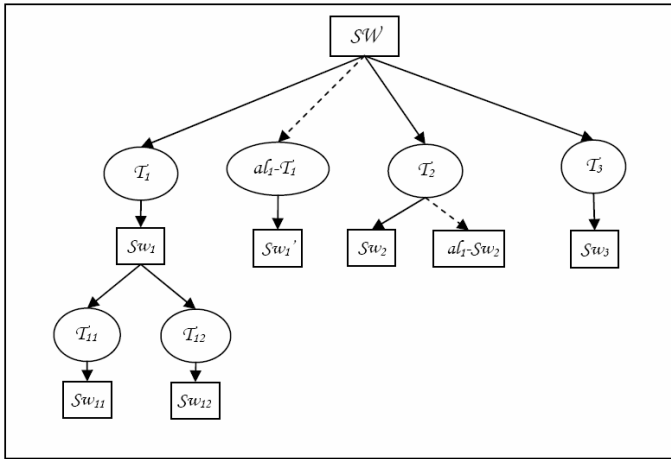 SW
T₁
al₁-T₁
T₂
T₃
Sw₁
Sw₁'
Sw₂
al₁-Sw₂
Sw₃
T₁₁
T₁₂
Sw₁₁
Sw₁₂